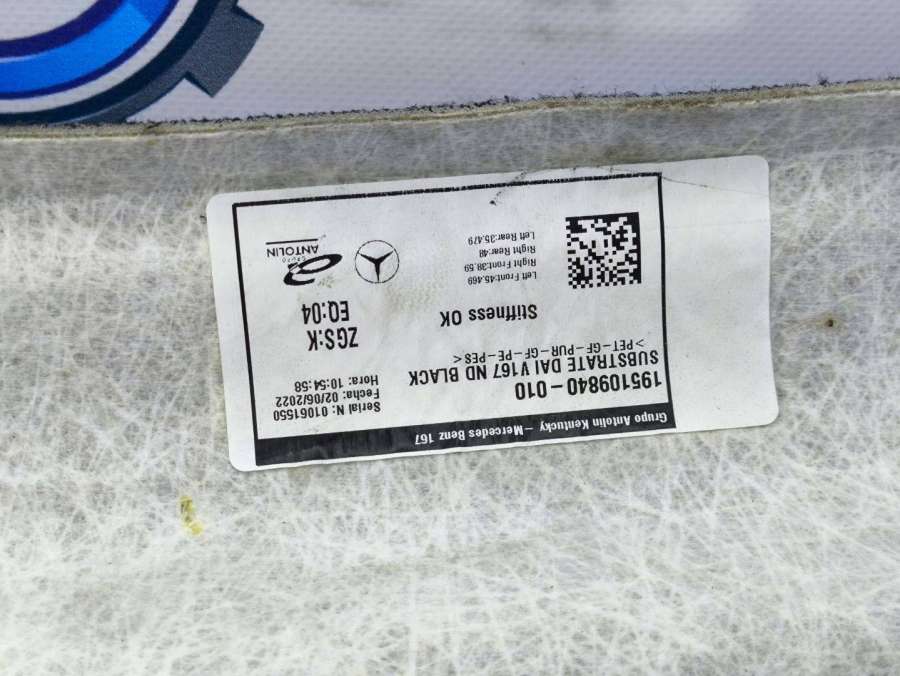 Grupo Antolin Kentucky - Mercedes Benz 167
195109840-010
SUBSTRATE DAI V167 ND BLACK
>PET-GF-PUR-GF-PE-PES<
Serial N: 01061550
Fecha: 02/06/2022
Hora: 10:54:58
Stiffness OK
ZGS:K
EQ:04
Left Front:45.469
Right Front:38.59
Right Rear:48
Left Rear:35.479
GRUPO
ANTOLIN